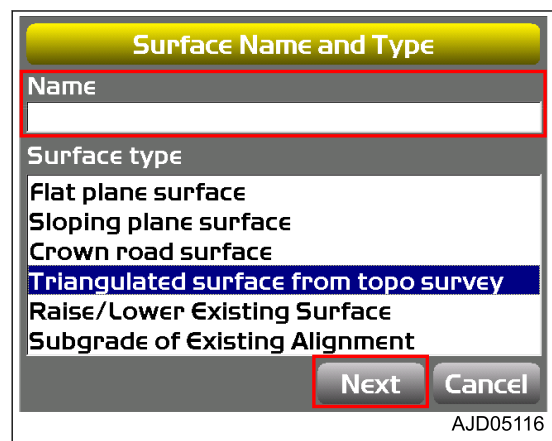 Surface Name and Type
Name
Surface type
Flat plane surface
Sloping plane surface
Crown road surface
Triangulated surface from topo survey
Raise/Lower Existing Surface
Subgrade of Existing Alignment
Next Cancel
AJD05116